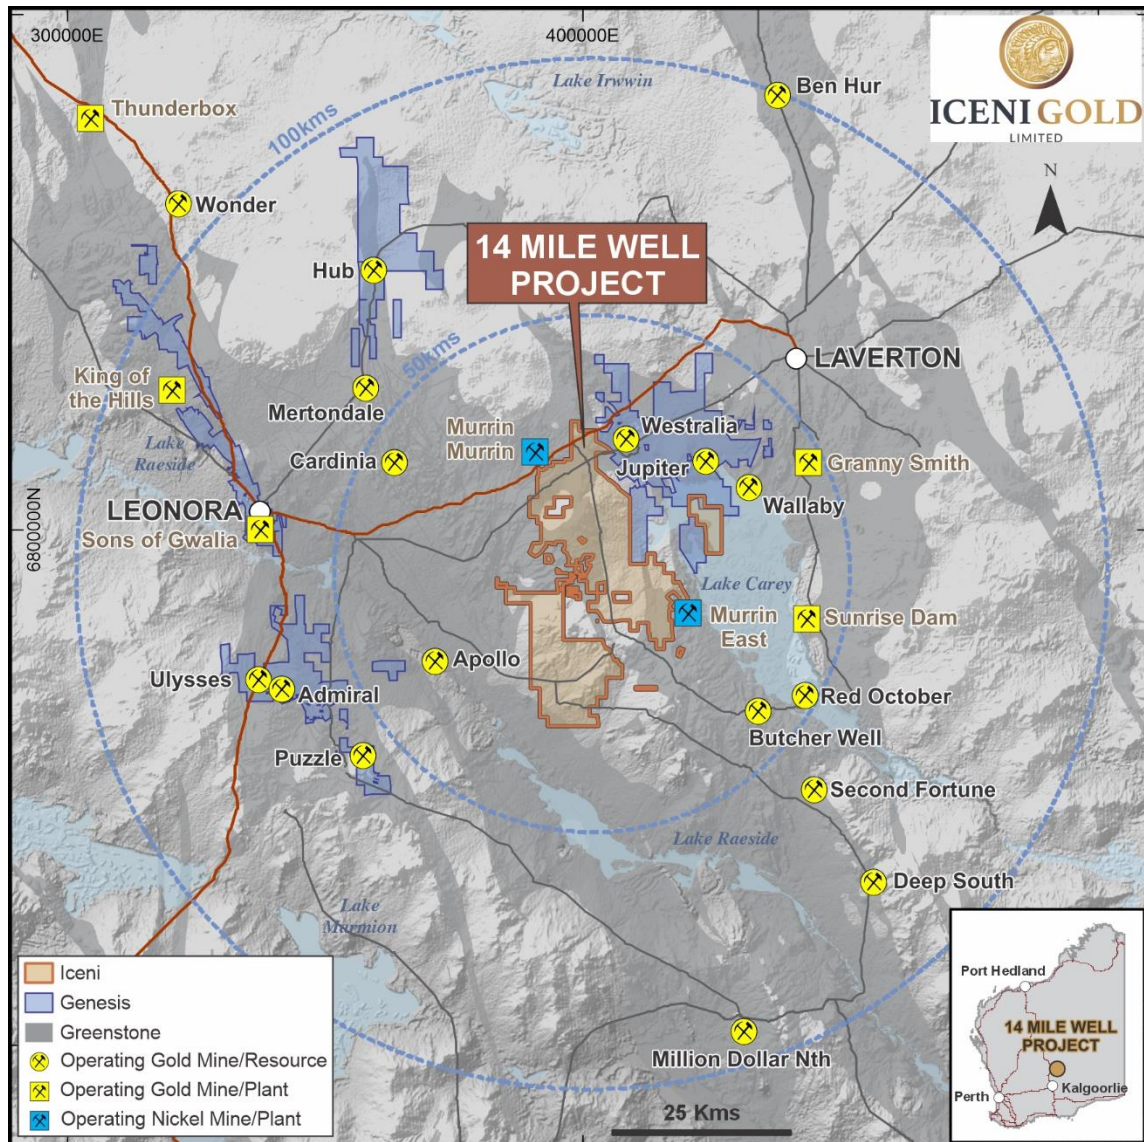 300000E
400000E
6800000N
ICENI GOLD
LIMITED
N
Lake Irwwin
Ben Hur
Thunderbox
100kms
Wonder
14 MILE WELL
PROJECT
Hub
50kms
LAVERTON
King of
the Hills
Mertondale
Murrin
Murrin
Westralia
Lake
Raeside
Cardinia
Jupiter
Granny Smith
Wallaby
LEONORA
Sons of Gwalia
Lake Carey
Murrin
East
Sunrise Dam
Ulysses
Admiral
Apollo
Red October
Butcher Well
Puzzle
Second Fortune
Lake Raeside
Deep South
Lake
Marmion
Million Dollar Nth
25 Kms
Iceni
Genesis
Greenstone
Operating Gold Mine/Resource
Operating Gold Mine/Plant
Operating Nickel Mine/Plant
Port Hedland
14 MILE WELL
PROJECT
Kalgoorlie
Perth